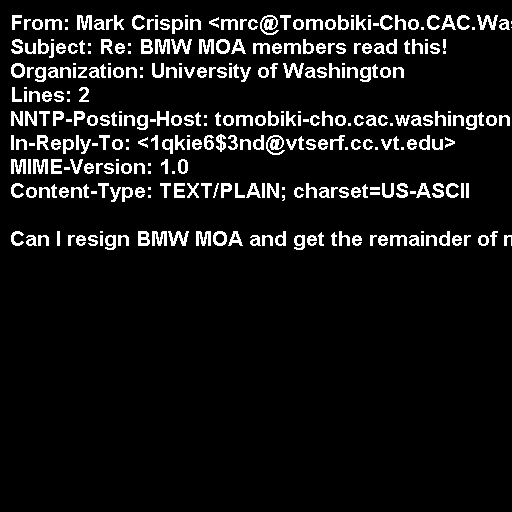 From: Mark Crispin <mrc@Tomobiki-Cho.CAC.Was
Subject: Re: BMW MOA members read this!
Organization: University of Washington
Lines: 2
NNTP-Posting-Host: tomobiki-cho.cac.washington
In-Reply-To: <1qkie6$3nd@vtserf.cc.vt.edu>
MIME-Version: 1.0
Content-Type: TEXT/PLAIN; charset=US-ASCII
Can I resign BMW MOA and get the remainder of